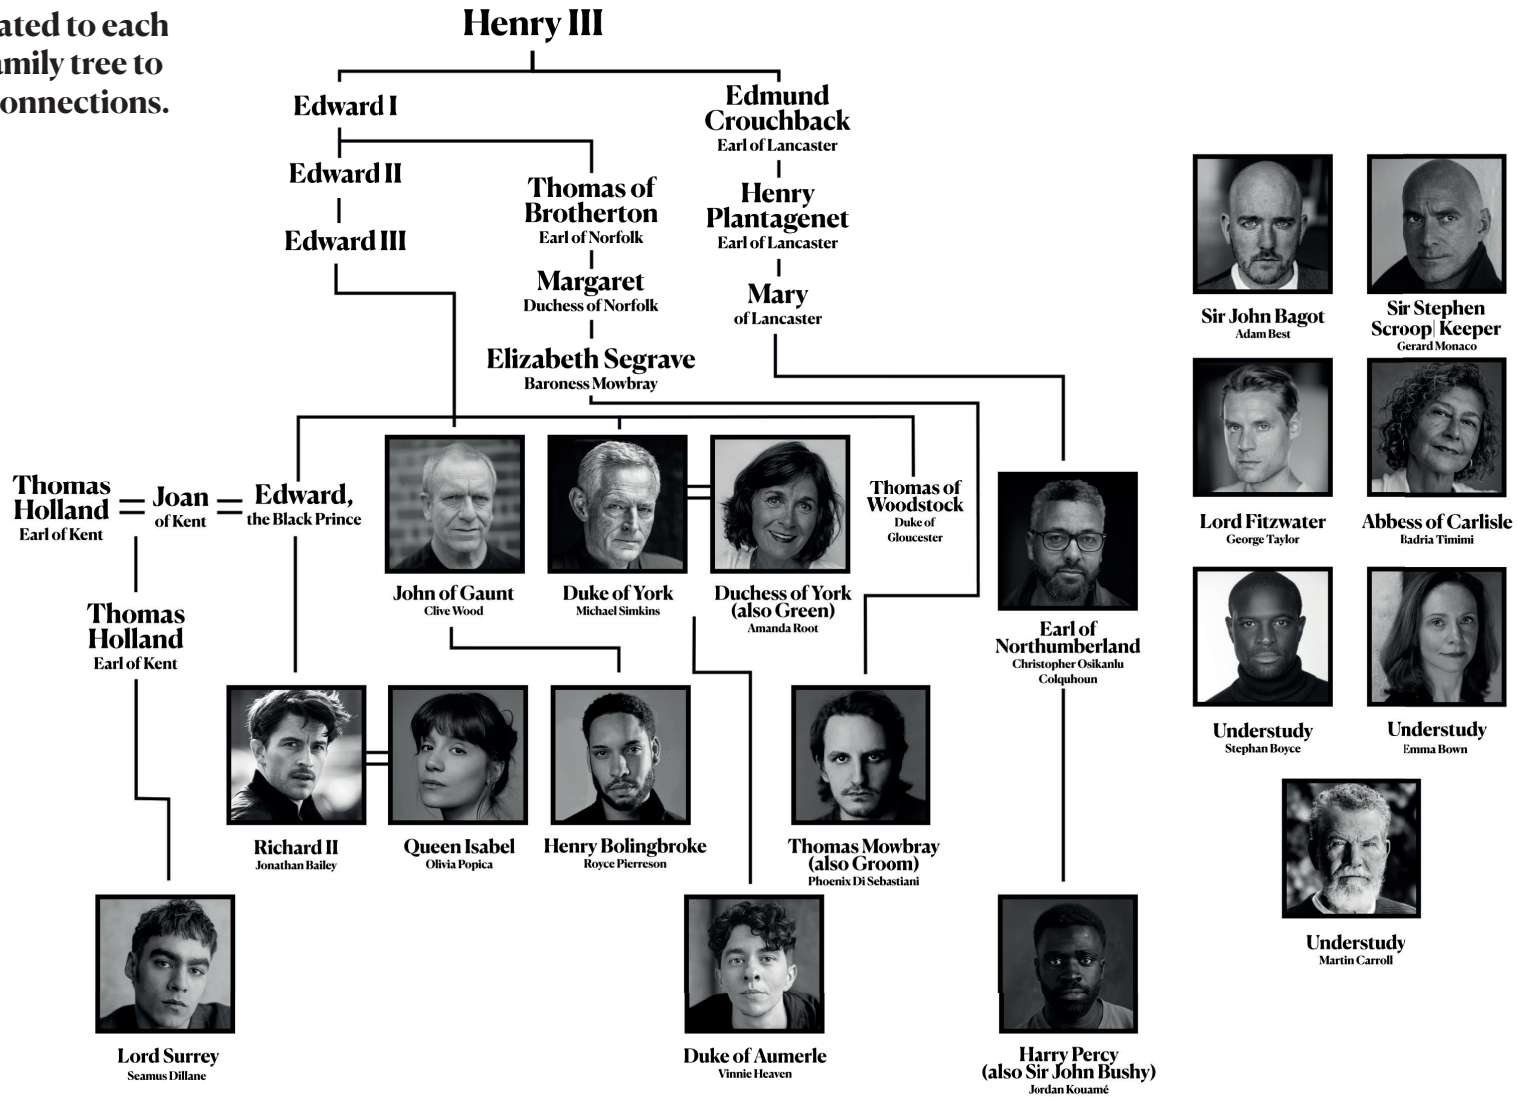 ated to each
amily tree to
onnections.
Henry III
Edward I
Edmund
Crouchback
Earl of Lancaster
Edward II
Thomas of
Brotherton
Earl of Norfolk
Henry
Plantagenet
Earl of Lancaster
Edward III
Margaret
Duchess of Norfolk
Mary
of Lancaster
Elizabeth Segrave
Baroness Mowbray
Thomas
Holland
Earl of Kent
Joan
of Kent
Edward,
the Black Prince
Thomas of
Woodstock
Duke of
Gloucester
John of Gaunt
Clive Wood
Duke of York
Michael Simkins
Duchess of York
(also Green)
Amanda Root
Earl of
Northumberland
Christopher Osikanlu
Colquhoun
Thomas
Holland
Earl of Kent
Richard II
Jonathan Bailey
Queen Isabel
Olivia Popica
Henry Bolingbroke
Royce Pierreson
Thomas Mowbray
(also Groom)
Phoenix Di Sebastiani
Lord Surrey
Seamus Dillane
Duke of Aumerle
Vinnie Heaven
Harry Percy
(also Sir John Bushy)
Jordan Kouamé
Sir John Bagot
Adam Best
Sir Stephen
Scroop| Keeper
Gerard Monaco
Lord Fitzwater
George Taylor
Abbess of Carlisle
Badria Timimi
Understudy
Stephan Boyce
Understudy
Emma Bown
Understudy
Martin Carroll